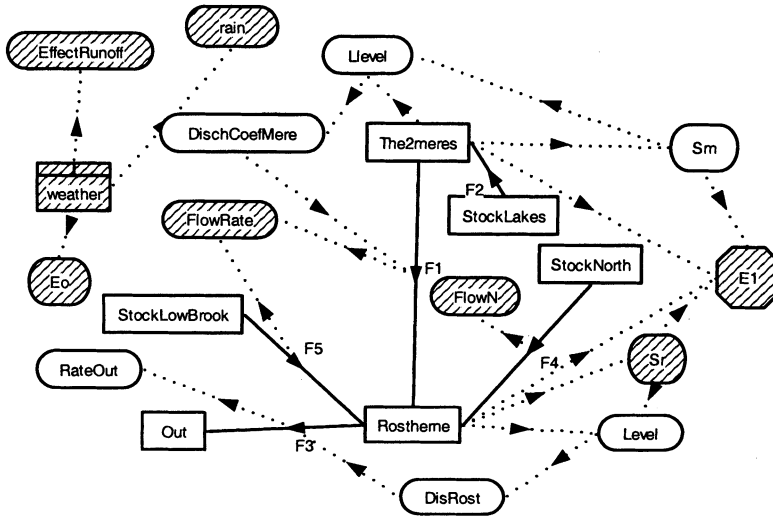 rain
EffectRunoff
Llevel
DischCoefMere
The2meres
Sm
weather
F2
FlowRate
StockLakes
F1
StockNorth
Eo
FlowN
E1
StockLowBrook
F5
F4
Sr
RateOut
Rostherne
Out
Level
F3
DisRost